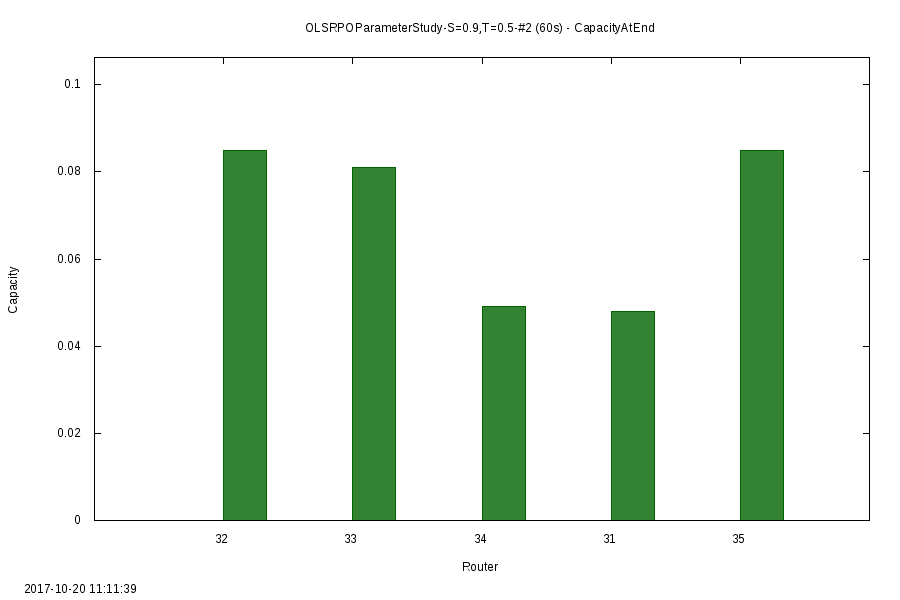 OLSRPOParameterStudy-S=0.9,T=0.5-#2 (60s) - CapacityAtEnd
0.1
0.08
0.06
0.04
0.02
0
Capacity
32 33 34 31 35
Router
2017-10-20 11:11:39